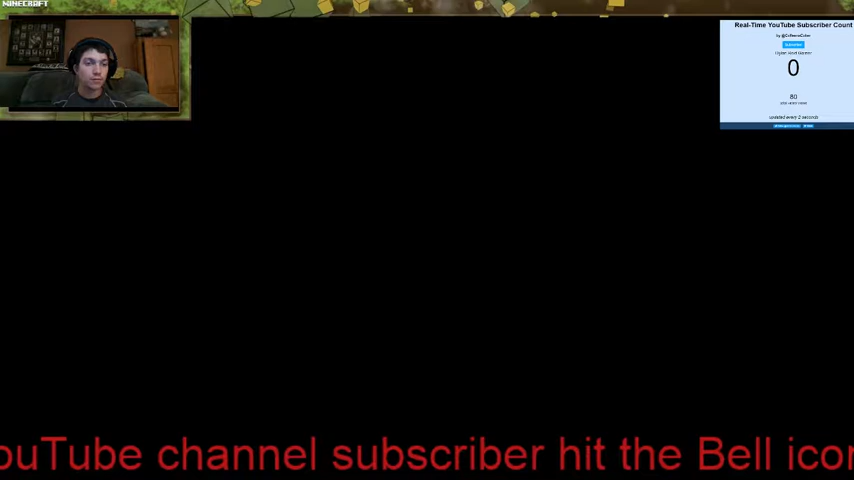 MINECRAFT
Real-Time YouTube Subscriber Count
Subscribe
0
80
updated every 2 seconds
ouTube channel subscriber hit the Bell icon